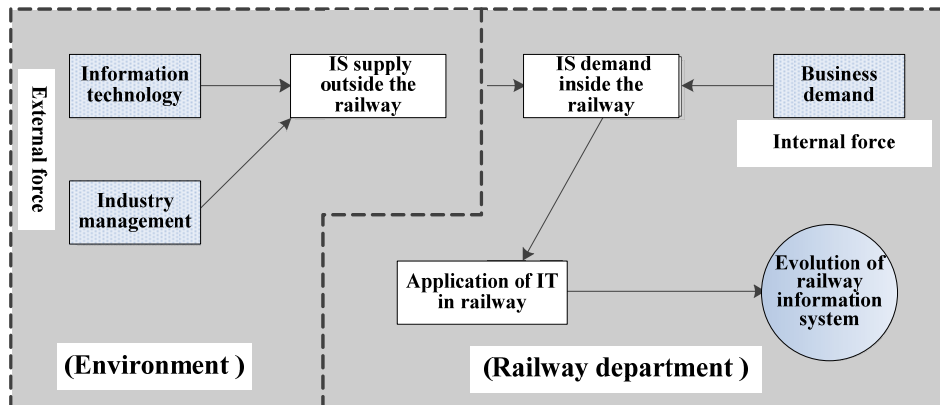 External force
Information
technology
IS supply
outside the
railway
IS demand
inside the
railway
Business
demand
Internal force
Industry
management
Application of IT
in railway
Evolution of
railway
information
system
(Environment )
(Railway department )